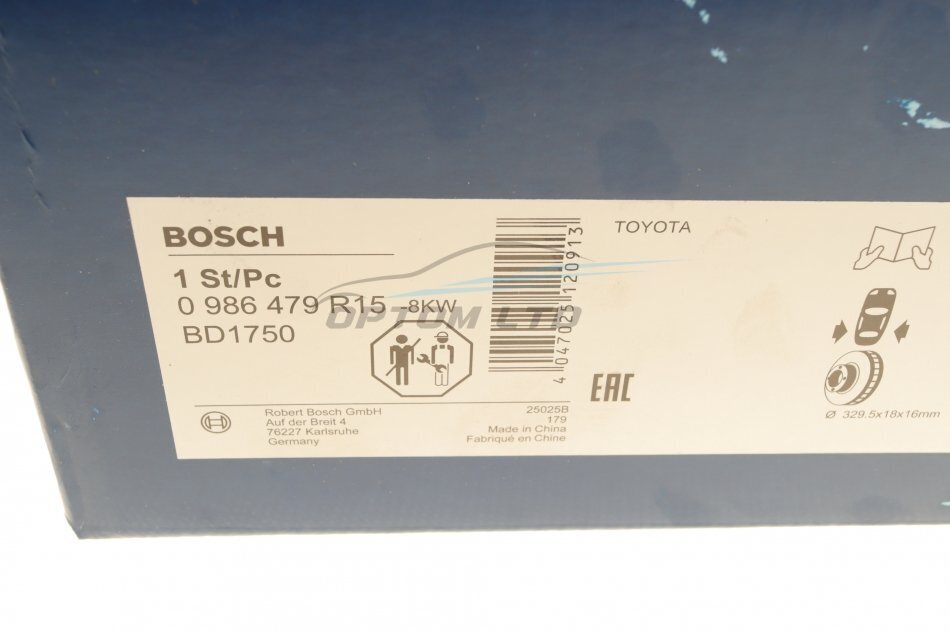 BOSCH
1 St/Pc
0 986 479 R15 -8KW
BD1750
OPTOM LTD
Robert Bosch GmbH
Auf der Breit 4
76227 Karlsruhe
Germany
25025B
179
Made in China
Fabriqué en Chine
4 047025 120913
TOYOTA
EAC
Ø 329.5x18x16mm